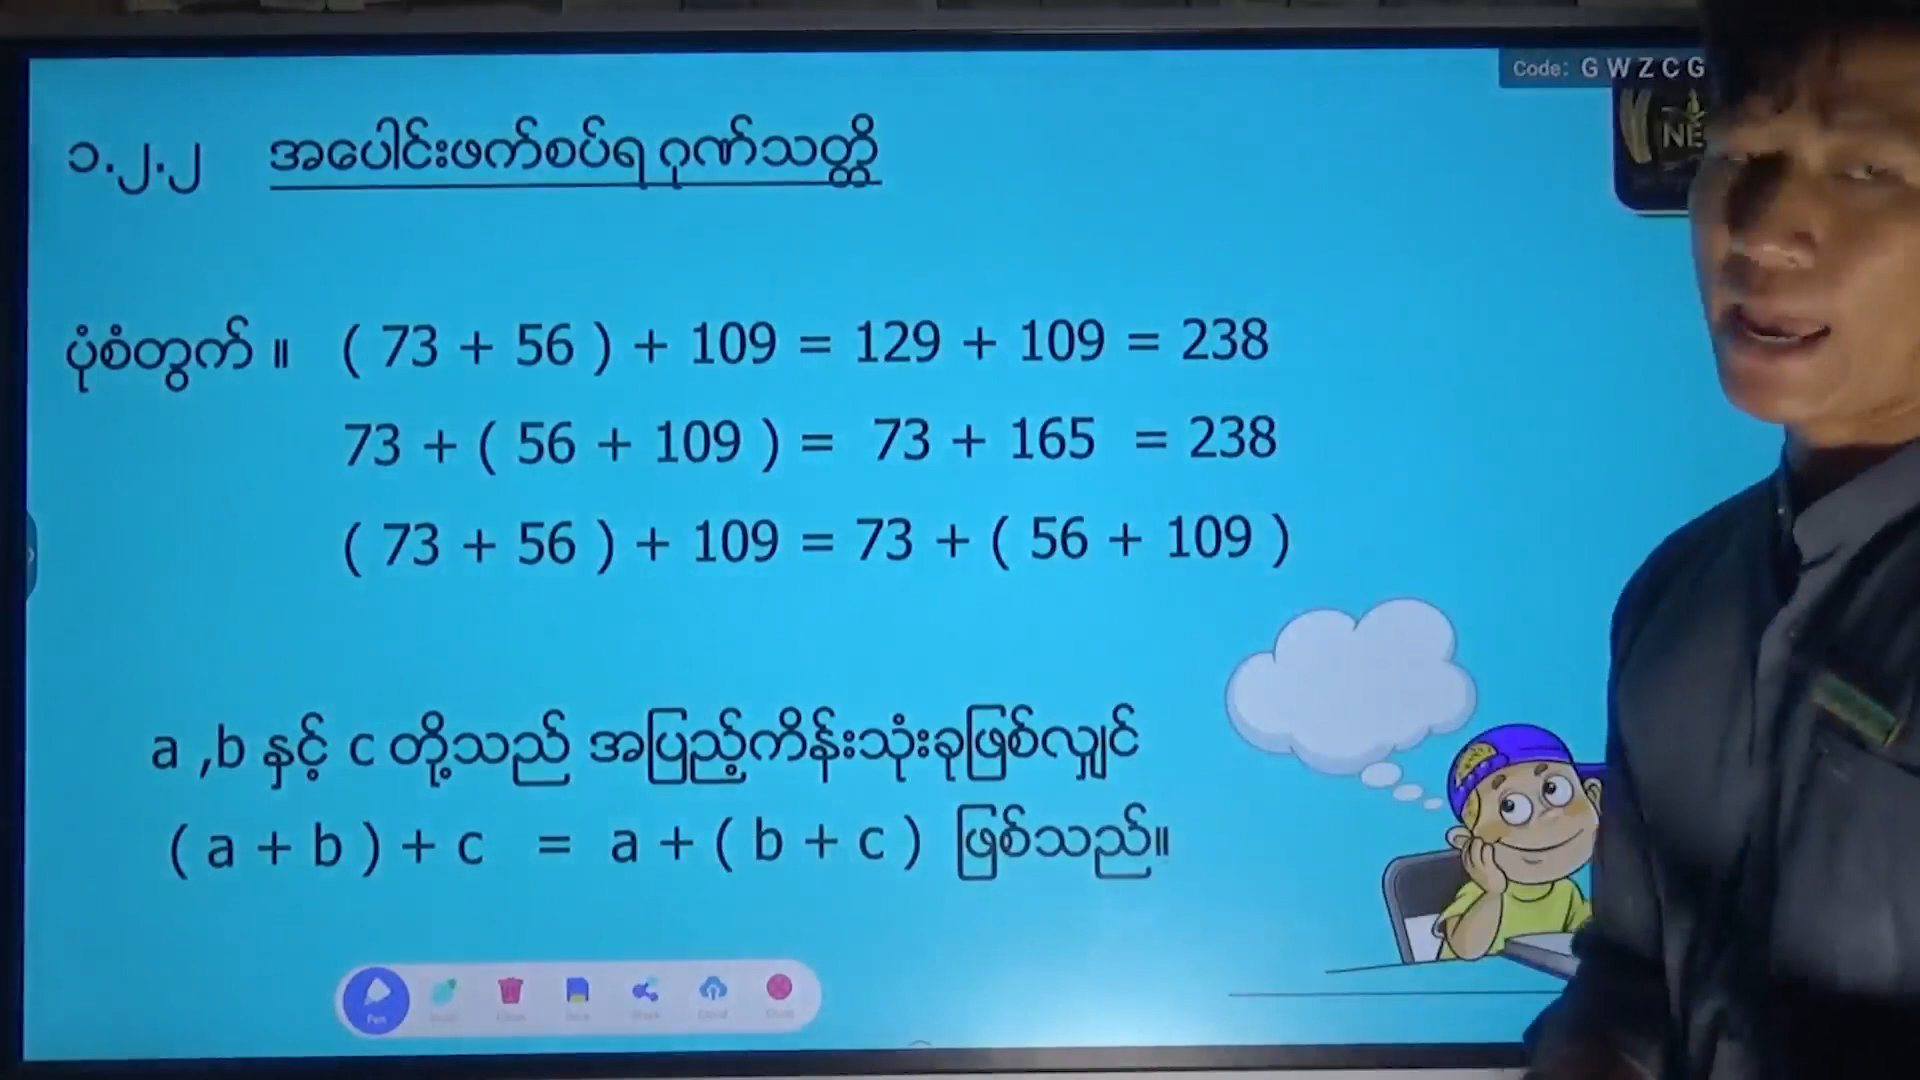 Code: G W Z C G
NE
၁.၂.၂ အပေါင်းဖက်စပ်ရ ဂုဏ်သတ္တိ
ပုံစံတွက် ။ ( 73 + 56 ) + 109 = 129 + 109 = 238
73 + ( 56 + 109 ) = 73 + 165 = 238
( 73 + 56 ) + 109 = 73 + ( 56 + 109 )
a ,b နှင့် c တို့သည် အပြည့်ကိန်းသုံးခုဖြစ်လျှင်
( a + b ) + c = a + ( b + c ) ဖြစ်သည်။
Pen